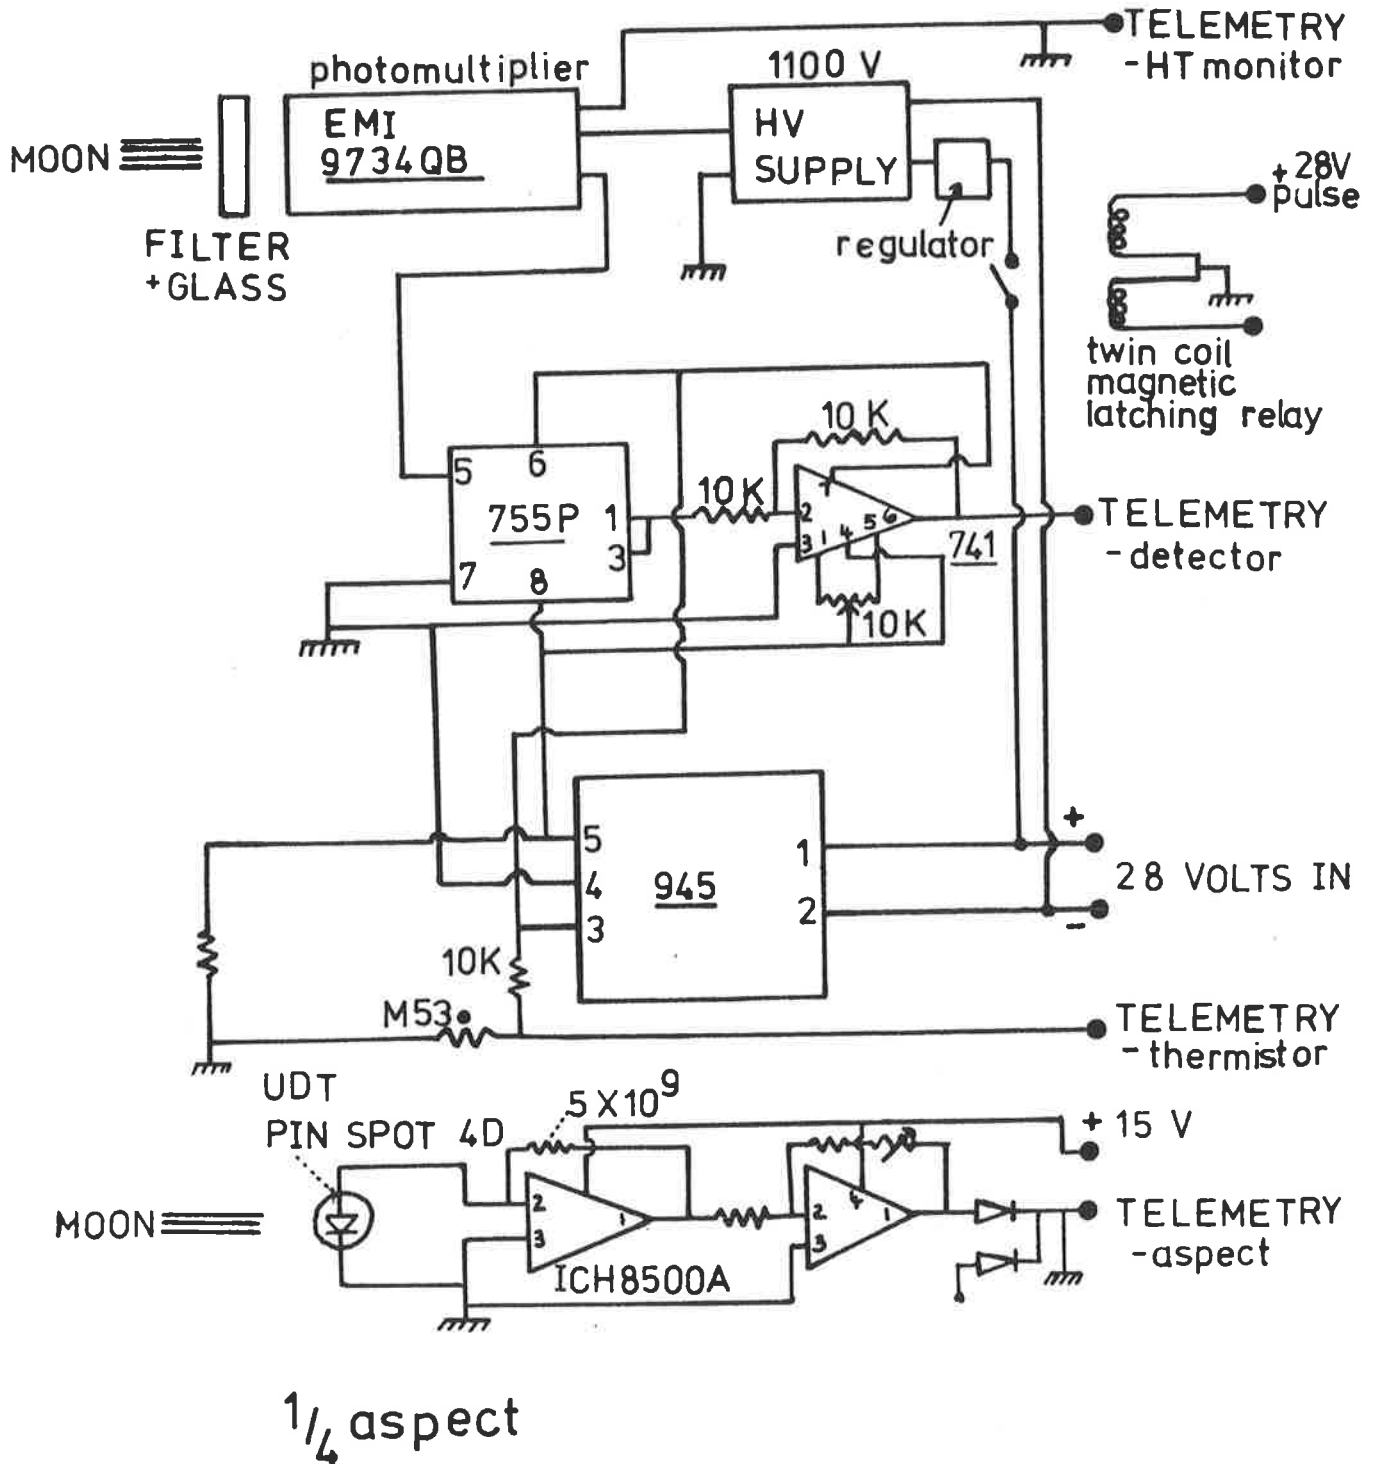 TELEMETRY
-HT monitor
photomultiplier
1100 V
EMI
9734QB
HV
SUPPLY
MOON
FILTER
+GLASS
regulator
+28V
pulse
twin coil
magnetic
latching relay
10 K
5
6
755P
1
3
7
8
10K
7
2
3
1
4
5
6
741
10K
TELEMETRY
-detector
5
4
3
945
1
2
+
28 VOLTS IN
-
10K
M53
TELEMETRY
-thermistor
UDT
PIN SPOT 4D
5 X 10⁹
+ 15 V
MOON
2
3
1
ICH8500A
2
3
4
1
TELEMETRY
-aspect
1/4 aspect